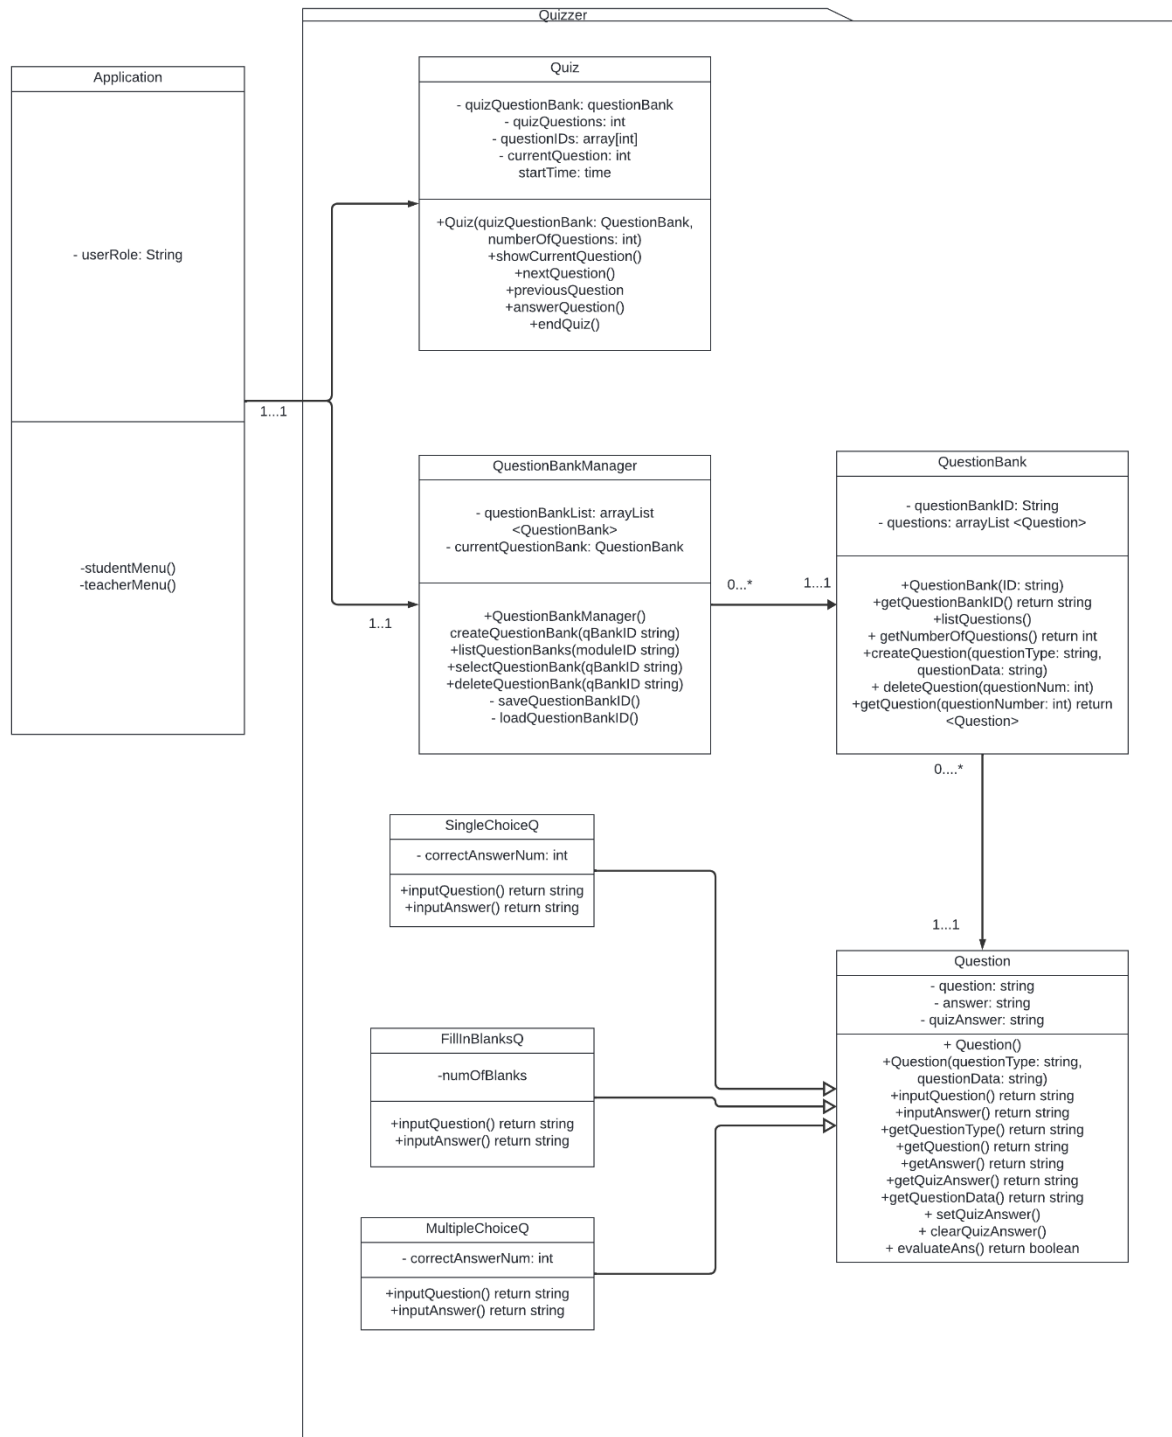 Quizzer
Application
- userRole: String
-studentMenu()
-teacherMenu()
1...1
Quiz
- quizQuestionBank: questionBank
- quizQuestions: int
- questionIDs: array[int]
- currentQuestion: int
startTime: time
+Quiz(quizQuestionBank: QuestionBank,
numberOfQuestions: int)
+showCurrentQuestion()
+nextQuestion()
+previousQuestion
+answerQuestion()
+endQuiz()
1..1
QuestionBankManager
- questionBankList: arrayList
<QuestionBank>
- currentQuestionBank: QuestionBank
+QuestionBankManager()
createQuestionBank(qBankID string)
+listQuestionBanks(moduleID string)
+selectQuestionBank(qBankID string)
+deleteQuestionBank(qBankID string)
- saveQuestionBankID()
- loadQuestionBankID()
0...*
1...1
QuestionBank
- questionBankID: String
- questions: arrayList <Question>
+QuestionBank(ID: string)
+getQuestionBankID() return string
+listQuestions()
+ getNumberOfQuestions() return int
+createQuestion(questionType: string,
questionData: string)
+ deleteQuestion(questionNum: int)
+getQuestion(questionNumber: int) return
<Question>
0....*
1...1
SingleChoiceQ
- correctAnswerNum: int
+inputQuestion() return string
+inputAnswer() return string
FillInBlanksQ
-numOfBlanks
+inputQuestion() return string
+inputAnswer() return string
MultipleChoiceQ
- correctAnswerNum: int
+inputQuestion() return string
+inputAnswer() return string
Question
- question: string
- answer: string
- quizAnswer: string
+ Question()
+Question(questionType: string,
questionData: string)
+inputQuestion() return string
+inputAnswer() return string
+getQuestionType() return string
+getQuestion() return string
+getAnswer() return string
+getQuizAnswer() return string
+getQuestionData() return string
+ setQuizAnswer()
+ clearQuizAnswer()
+ evaluateAns() return boolean